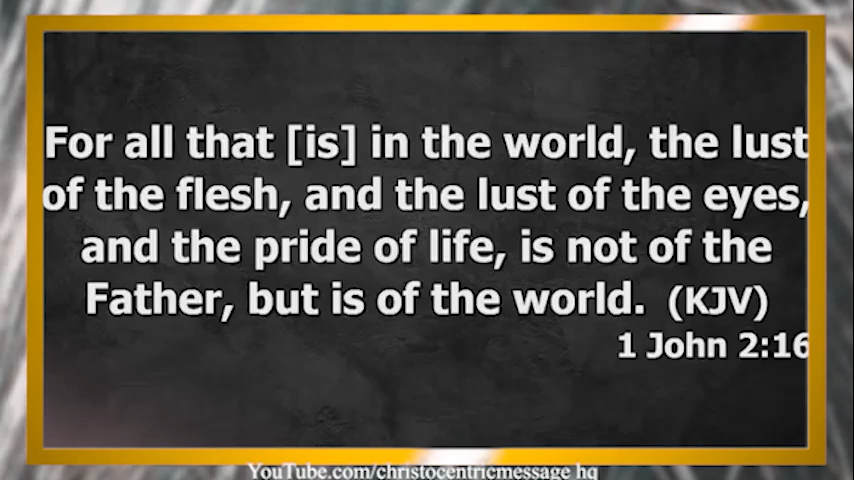 For all that [is] in the world, the lust
of the flesh, and the lust of the eyes,
and the pride of life, is not of the
Father, but is of the world. (KJV)
1 John 2:16
YouTube.com/christocentricmessage hq